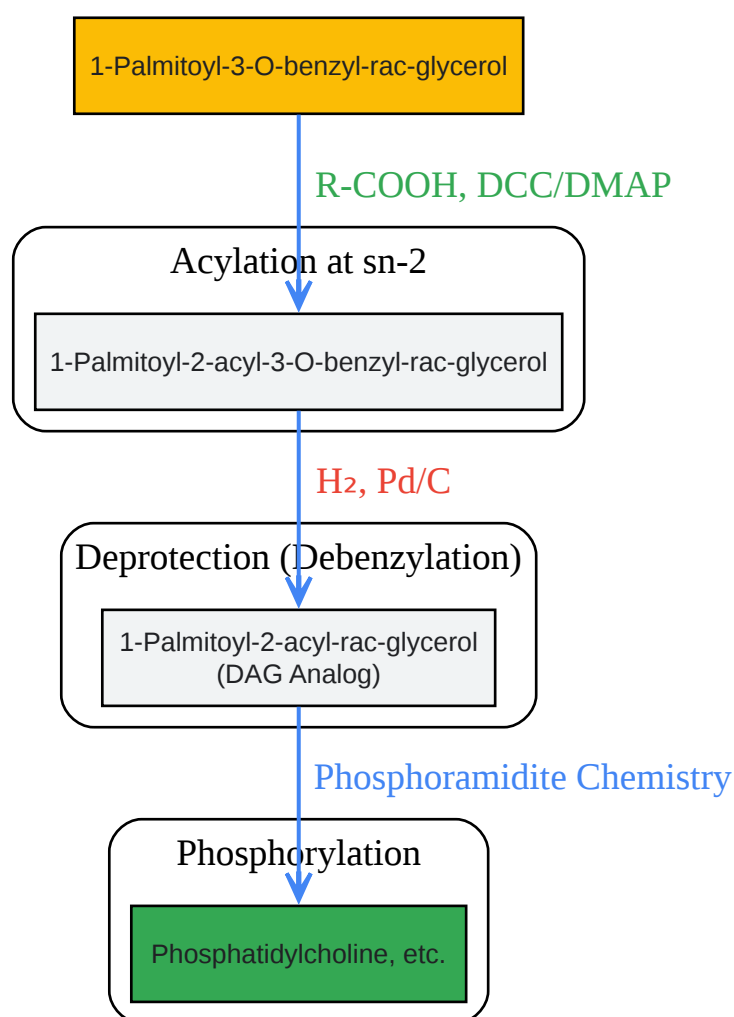 1-Palmitoyl-3-O-benzyl-rac-glycerol
R-COOH, DCC/DMAP
Acylation at sn-2
1-Palmitoyl-2-acyl-3-O-benzyl-rac-glycerol
H₂, Pd/C
Deprotection (Debenzylation)
1-Palmitoyl-2-acyl-rac-glycerol
(DAG Analog)
Phosphoramidite Chemistry
Phosphorylation
Phosphatidylcholine, etc.